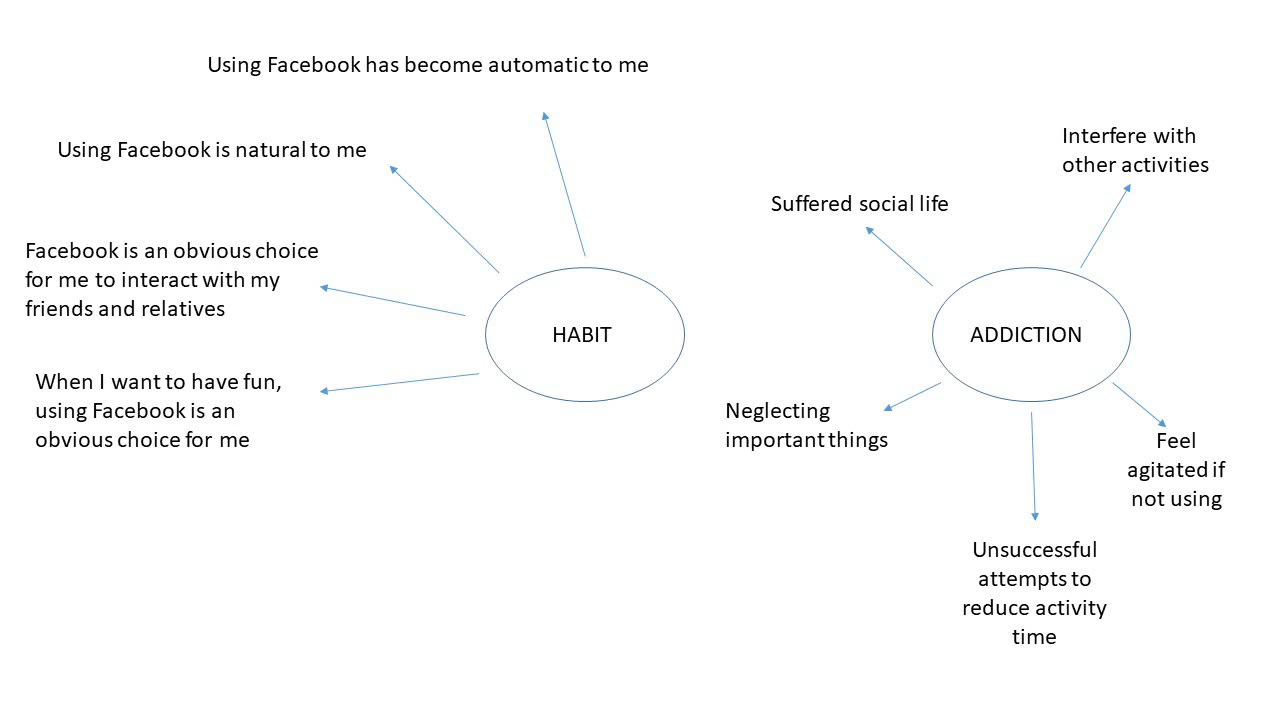 Using Facebook has become automatic to me
Using Facebook is natural to me
Facebook is an obvious choice
for me to interact with my
friends and relatives
When I want to have fun,
using Facebook is an
obvious choice for me
HABIT
Interfere with
other activities
Suffered social life
ADDICTION
Neglecting
important things
Feel
agitated if
not using
Unsuccessful
attempts to
reduce activity
time